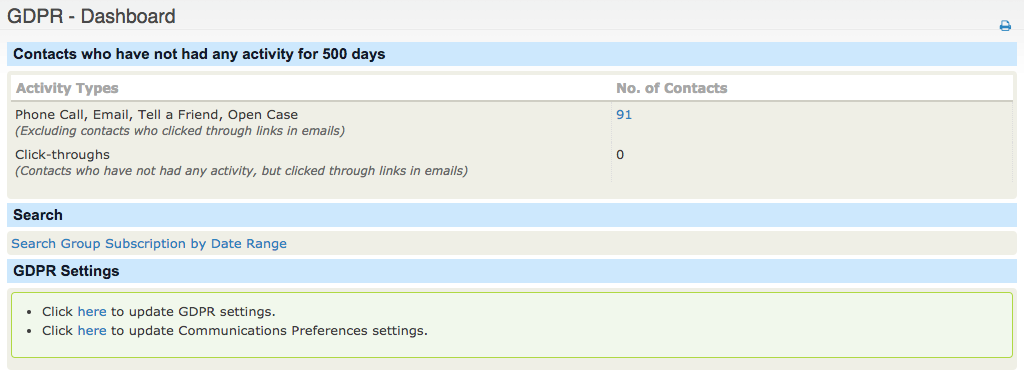 GDPR - Dashboard
Contacts who have not had any activity for 500 days
Activity Types No. of Contacts
Phone Call, Email, Tell a Friend, Open Case 91
(Excluding contacts who clicked through links in emails)
Click-throughs 0
(Contacts who have not had any activity, but clicked through links in emails)
Search
Search Group Subscription by Date Range
GDPR Settings
• Click here to update GDPR settings.
• Click here to update Communications Preferences settings.